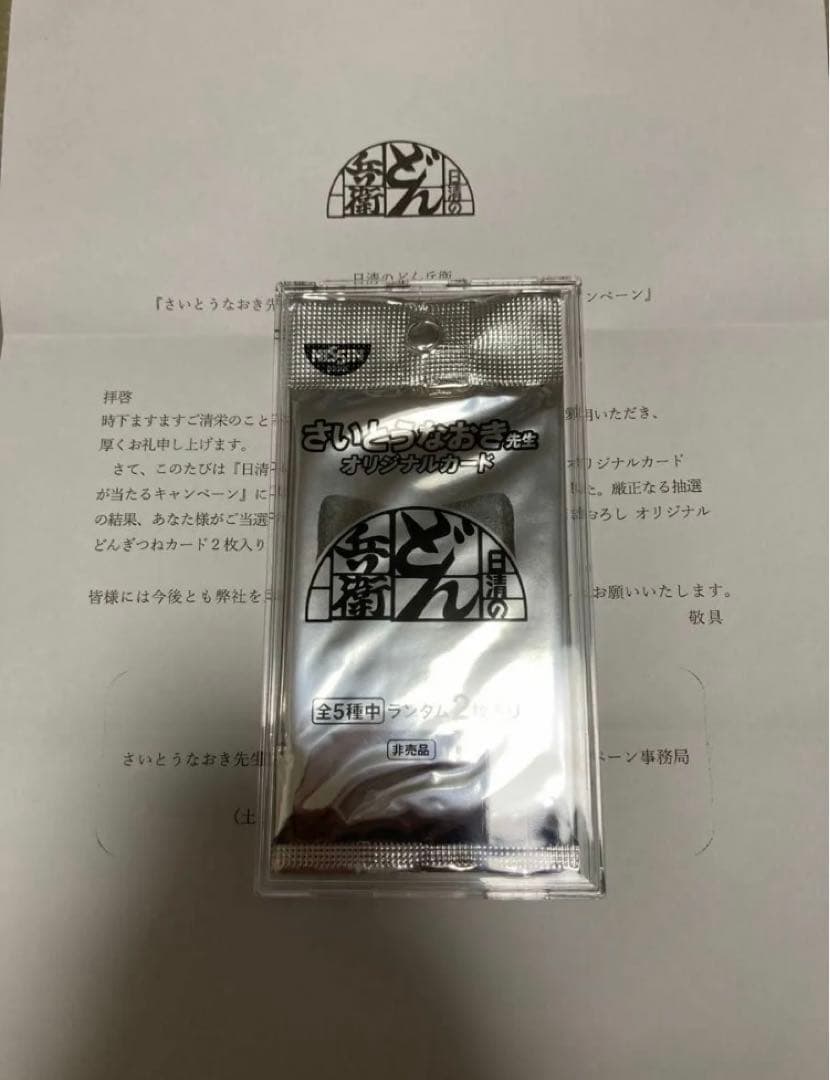 日清の
どん
兵衛
日清のどん兵衛
『さいとうなおき先
ンペーン』
拝啓
時下ますますご清栄のこと
用いただき、
厚くお礼申し上げます。
さて、このたびは『日清
オリジナルカード
が当たるキャンペーン』に
た。厳正なる抽選
の結果、あなた様がご当選
おろし オリジナル
どんぎつねカード2枚入り
皆様には今後とも弊社を
お願いいたします。
敬具
さいとうなおき先生
ペーン事務局
(土
NISSIN
さいとうなおき先生
オリジナルカード
日清の
どん
兵衛
全5種中 ランダム2枚入り
非売品